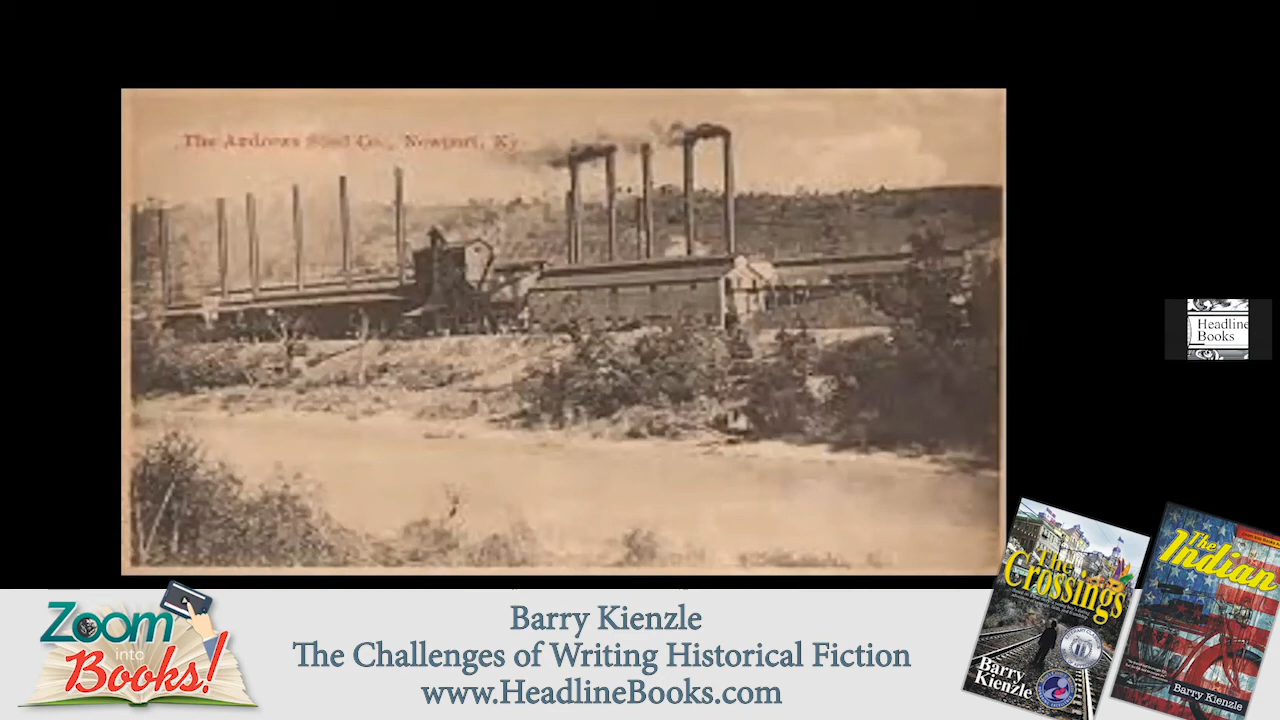 The Andrews Steel Co., Newport, Ky.
Headline
Books
Zoom
into
Books!
Barry Kienzle
The Challenges of Writing Historical Fiction
www.HeadlineBooks.com
The
Crossings
Barry
Kienzle
The
Indian
Barry Kienzle